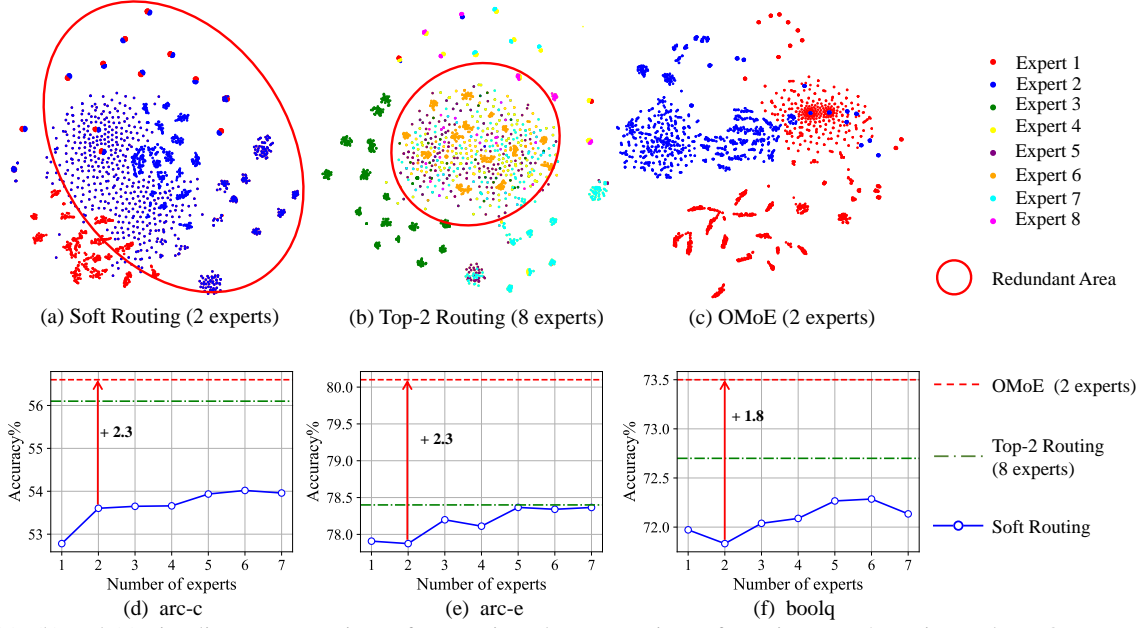 Expert 1
Expert 2
Expert 3
Expert 4
Expert 5
Expert 6
Expert 7
Expert 8
Redundant Area
(a) Soft Routing (2 experts)
(b) Top-2 Routing (8 experts)
(c) OMoE (2 experts)
Accuracy%
56
55
54
53
+ 2.3
1 2 3 4 5 6 7
Number of experts
(d) arc-c
Accuracy%
80.0
79.5
79.0
78.5
78.0
+ 2.3
1 2 3 4 5 6 7
Number of experts
(e) arc-e
Accuracy%
73.5
73.0
72.5
72.0
+ 1.8
1 2 3 4 5 6 7
Number of experts
(f) boolq
OMoE (2 experts)
Top-2 Routing
(8 experts)
Soft Routing